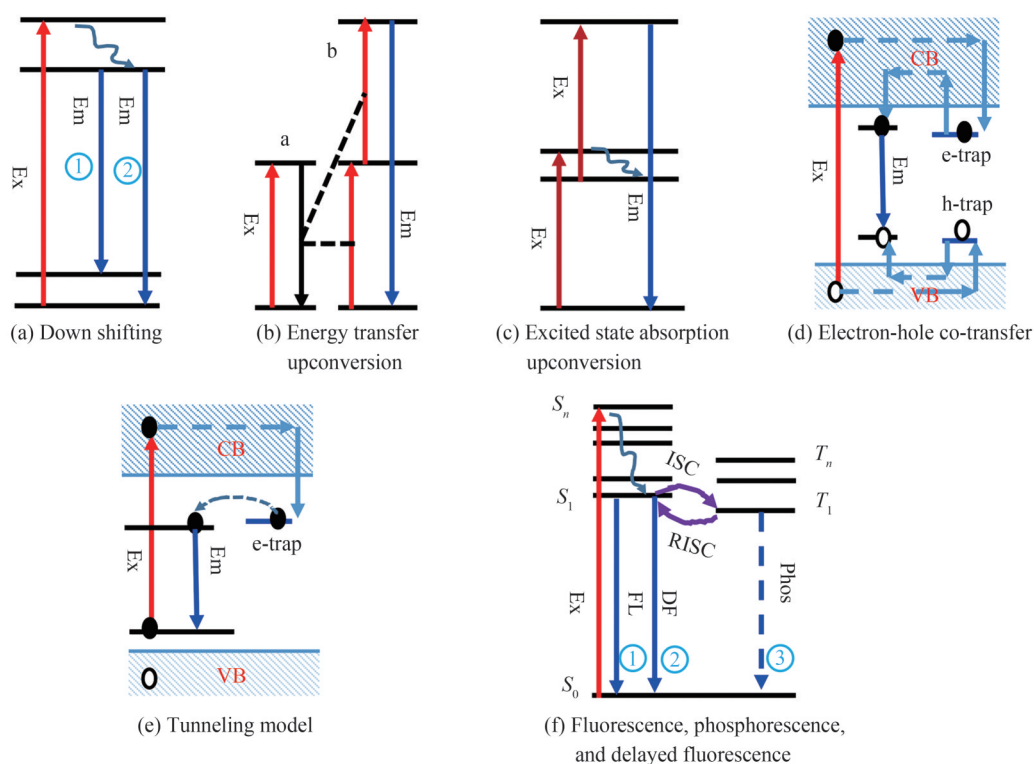 Ex
Em
Em
①
②
(a) Down shifting
a
b
Ex
Em
(b) Energy transfer
upconversion
Ex
Ex
Em
(c) Excited state absorption
upconversion
CB
Ex
Em
e-trap
h-trap
VB
(d) Electron-hole co-transfer
CB
Ex
Em
e-trap
VB
(e) Tunneling model
Sn
S1
S0
Tn
T1
ISC
RISC
Ex
FL
DF
Phos
①
②
③
(f) Fluorescence, phosphorescence,
and delayed fluorescence